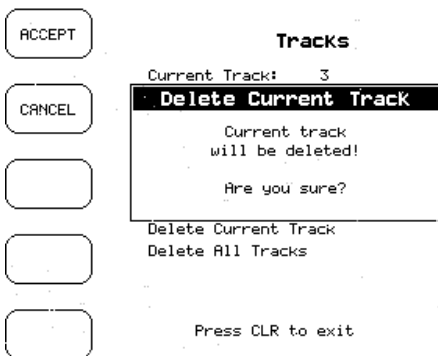 ACCEPT
CANCEL
Tracks
Current Track: 3
Delete Current Track
Current track
will be deleted!
Are you sure?
Delete Current Track
Delete All Tracks
Press CLR to exit